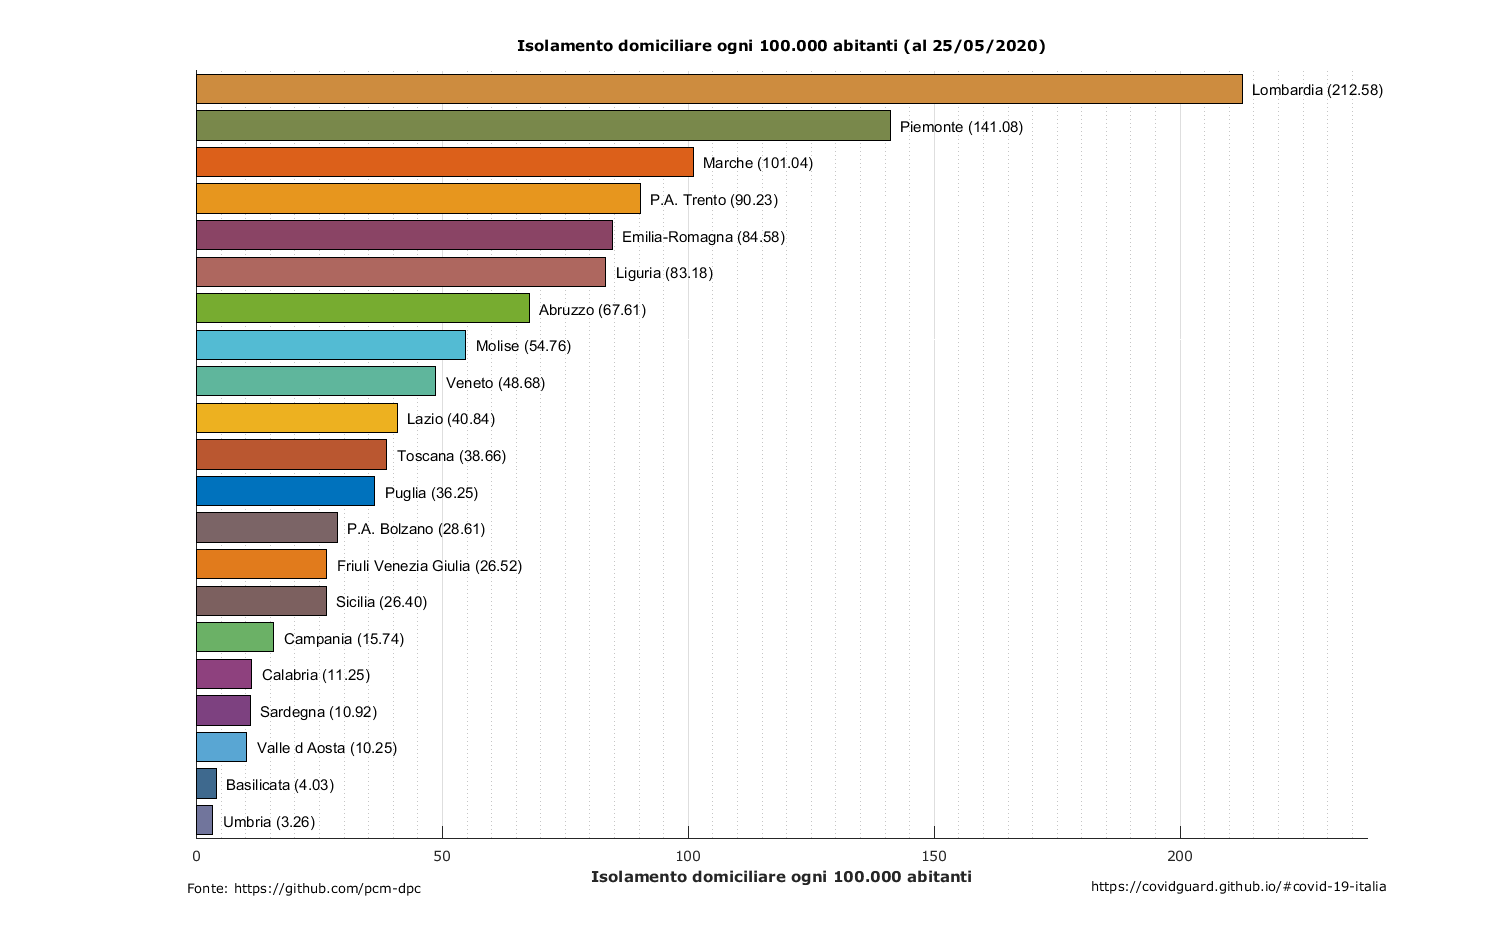 Isolamento domiciliare ogni 100.000 abitanti (al 25/05/2020)
Lombardia (212.58)
Piemonte (141.08)
Marche (101.04)
P.A. Trento (90.23)
Emilia-Romagna (84.58)
Liguria (83.18)
Abruzzo (67.61)
Molise (54.76)
Veneto (48.68)
Lazio (40.84)
Toscana (38.66)
Puglia (36.25)
P.A. Bolzano (28.61)
Friuli Venezia Giulia (26.52)
Sicilia (26.40)
Campania (15.74)
Calabria (11.25)
Sardegna (10.92)
Valle d Aosta (10.25)
Basilicata (4.03)
Umbria (3.26)
0 50 100 150 200
Isolamento domiciliare ogni 100.000 abitanti
Fonte: https://github.com/pcm-dpc
https://covidguard.github.io/#covid-19-italia